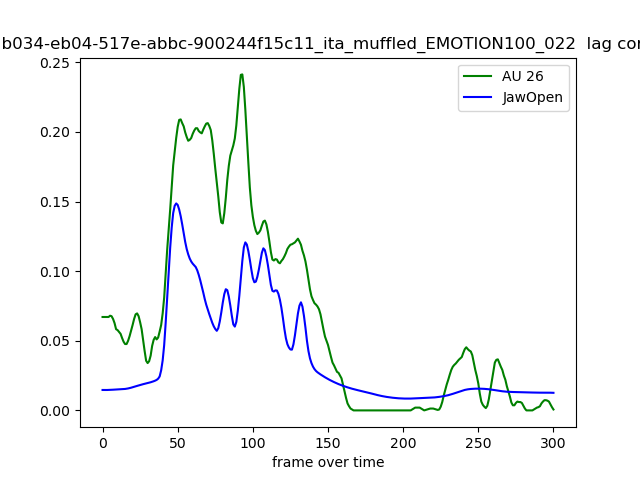 b034-eb04-517e-abbc-900244f15c11_ita_muffled_EMOTION100_022 lag cor
AU 26
JawOpen
0.25
0.20
0.15
0.10
0.05
0.00
0 50 100 150 200 250 300
frame over time